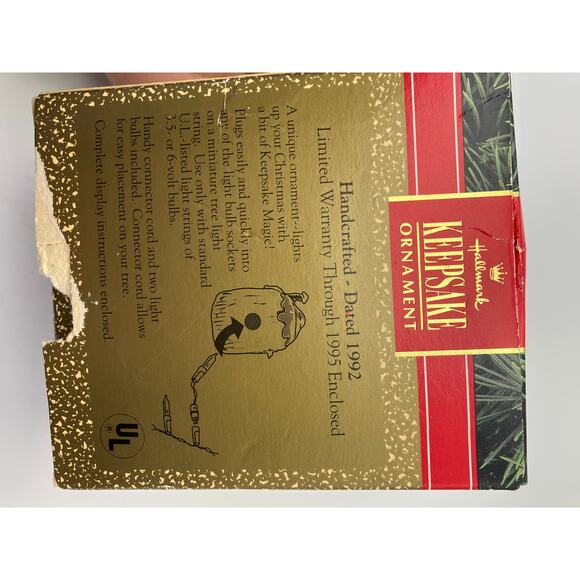 Hallmark
KEEPSAKE
ORNAMENT
Handcrafted - Dated 1992
Limited Warranty Through 1995 Enclosed
A unique ornament--lights
up your Christmas with
a bit of Keepsake Magic!
Plugs easily and quickly into
any of the light bulb sockets
on a miniature tree light
string. Use only with standard
U.L.-listed light strings of
3.5- or 6-volt bulbs.
Handy connector cord and two light
bulbs included. Connector cord allows
for easy placement on your tree.
Complete display instructions enclosed.
UL